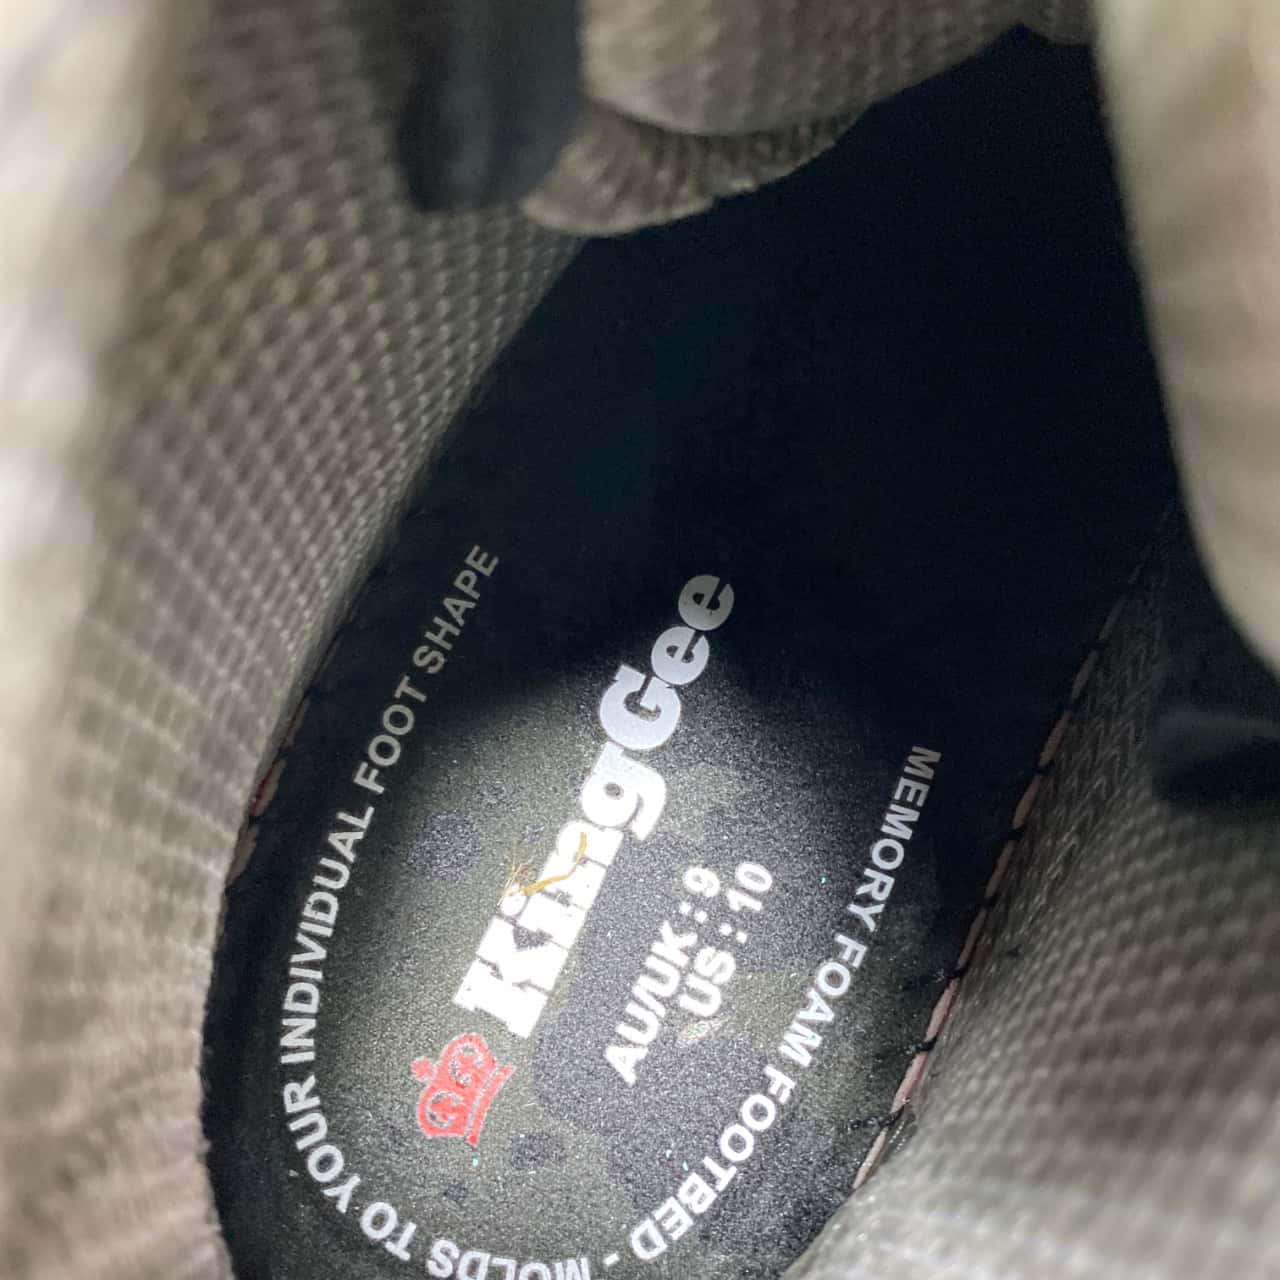 KingGee
AU/UK : 9
US : 10
MEMORY FOAM FOOTBED - MOLDS TO YOUR INDIVIDUAL FOOT SHAPE